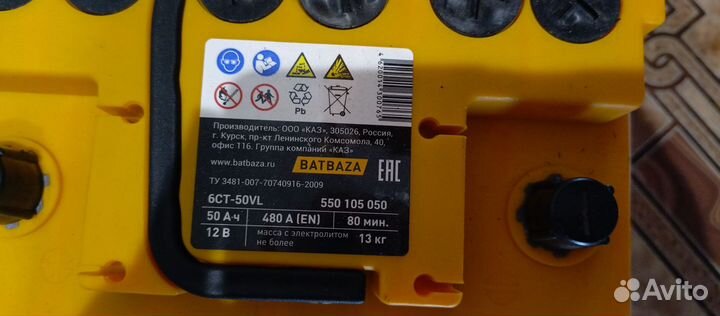 Pb
Производитель: ООО «КАЗ», 305026, Россия,
г. Курск, пр-кт Ленинского Комсомола, 40,
офис 116. Группа компаний «КАЗ»
www.batbaza.ru
BATBAZA
EAC
ТУ 3481-007-70740916-2009
6СТ-50VL 550 105 050
50 А·ч 480 А (EN) 80 мин.
12 В масса с электролитом не более 13 кг
Avito